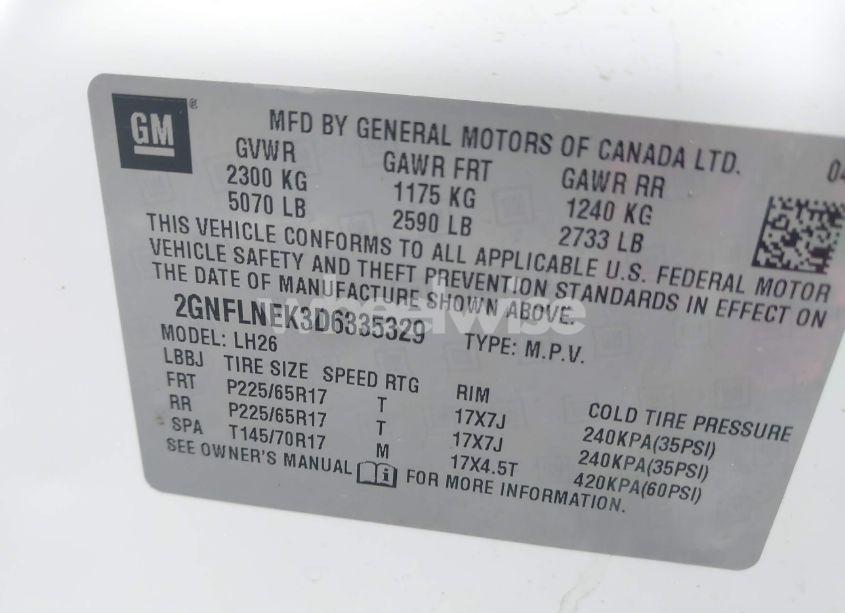 GM
MFD BY GENERAL MOTORS OF CANADA LTD. 04
GVWR GAWR FRT GAWR RR
2300 KG 1175 KG 1240 KG
5070 LB 2590 LB 2733 LB
THIS VEHICLE CONFORMS TO ALL APPLICABLE U.S. FEDERAL MOTOR
VEHICLE SAFETY AND THEFT PREVENTION STANDARDS IN EFFECT ON
THE DATE OF MANUFACTURE SHOWN ABOVE.
2GNFLNEK3D6335329 TYPE: M.P.V.
wheelwise
MODEL: LH26
LBBJ TIRE SIZE SPEED RTG RIM COLD TIRE PRESSURE
FRT P225/65R17 T 17X7J 240KPA(35PSI)
RR P225/65R17 T 17X7J 240KPA(35PSI)
SPA T145/70R17 M 17X4.5T 420KPA(60PSI)
SEE OWNER'S MANUAL FOR MORE INFORMATION.